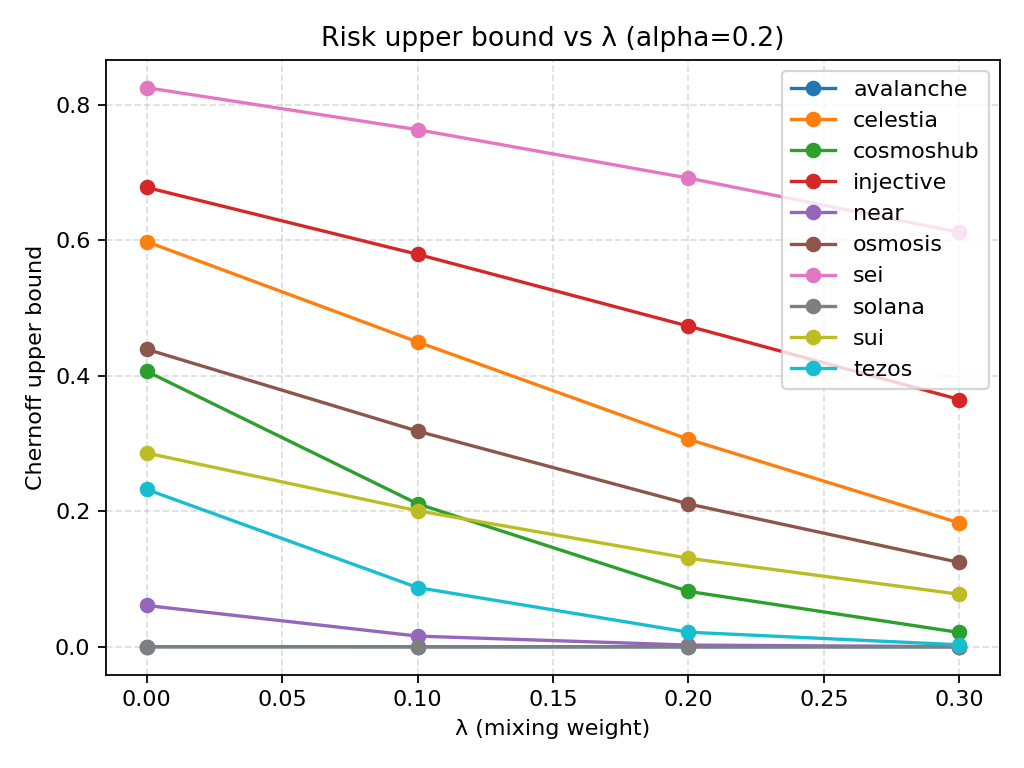 Risk upper bound vs λ (alpha=0.2)
avalanche
celestia
cosmoshub
injective
near
osmosis
sei
solana
sui
tezos
Chernoff upper bound
0.8
0.6
0.4
0.2
0.0
0.00 0.05 0.10 0.15 0.20 0.25 0.30
λ (mixing weight)